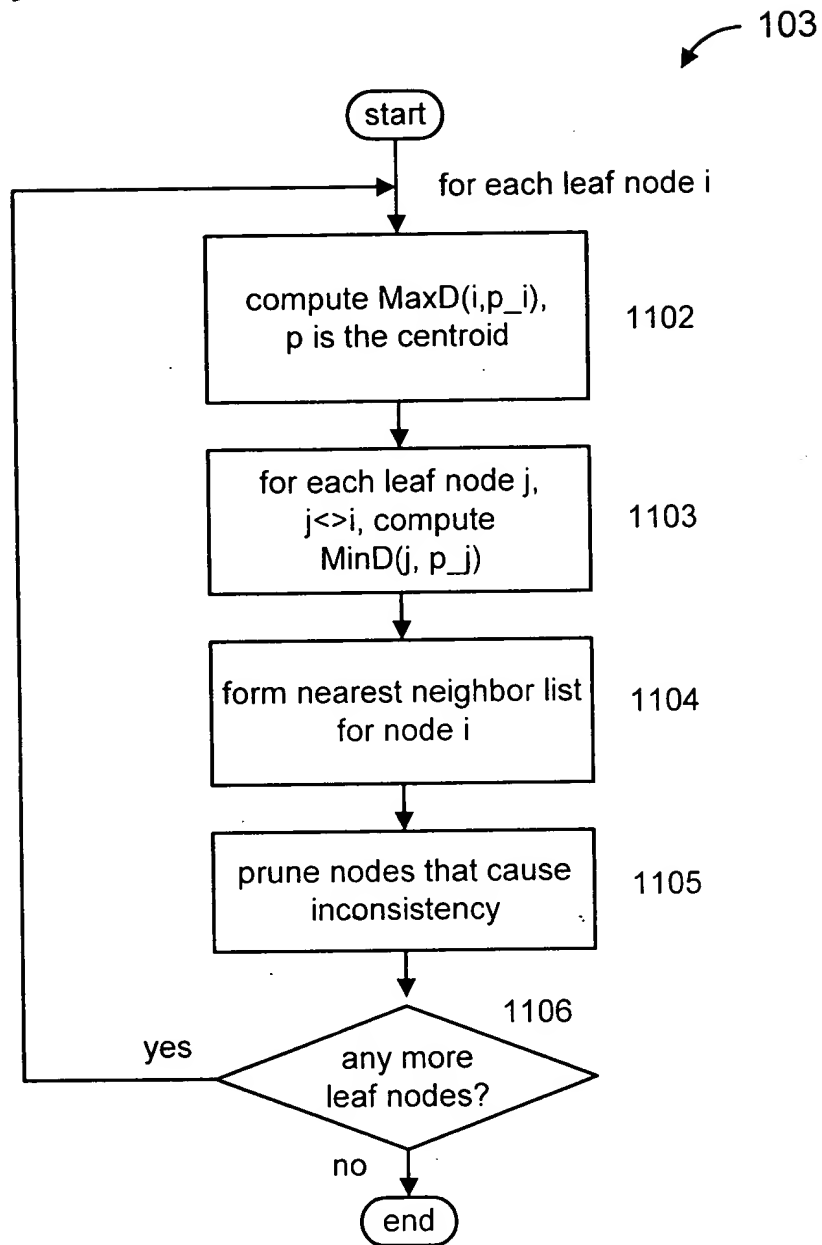 103
start
for each leaf node i
compute MaxD(i,p_i),
p is the centroid
1102
for each leaf node j,
j<>i, compute
MinD(j, p_j)
1103
form nearest neighbor list
for node i
1104
prune nodes that cause
inconsistency
1105
1106
yes
any more
leaf nodes?
no
end